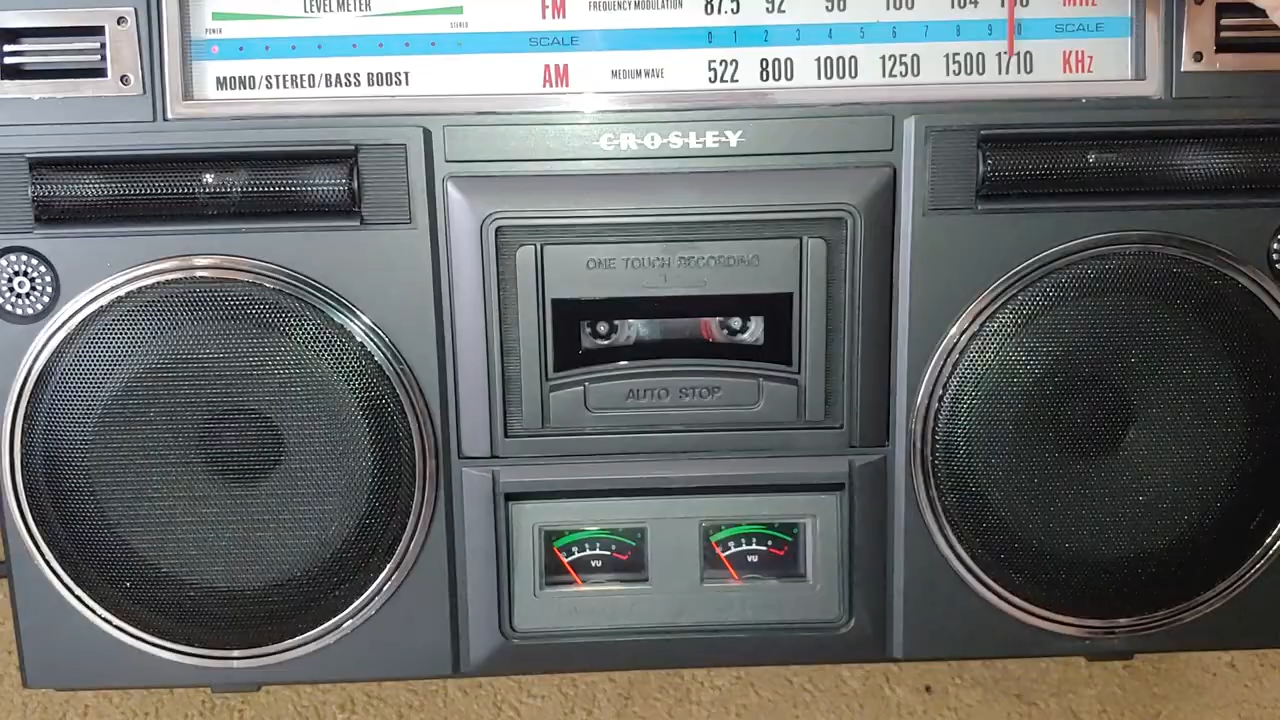 LEVEL METER
POWER
STEREO
MONO/STEREO/BASS BOOST
FM FREQUENCY MODULATION 87.5 92 96 100 104 108 MHz
SCALE 0 1 2 3 4 5 6 7 8 9 10 SCALE
AM MEDIUM WAVE 522 800 1000 1250 1500 1710 KHz
CROSLEY
ONE TOUCH RECORDING
AUTO STOP
VU
VU